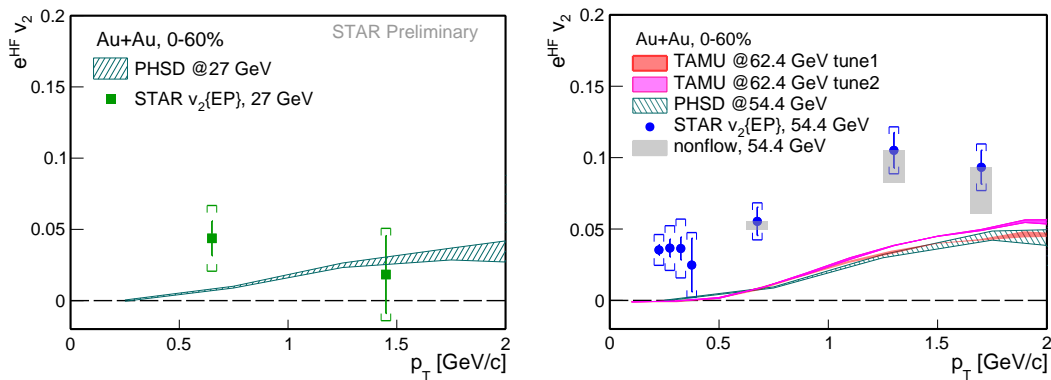 e^HF v_2
0.2
0.15
0.1
0.05
0
STAR Preliminary
Au+Au, 0-60%
PHSD @27 GeV
STAR v_2{EP}, 27 GeV
0
0.5
1
1.5
2
p_T [GeV/c]
e^HF v_2
0.2
0.15
0.1
0.05
0
Au+Au, 0-60%
TAMU @62.4 GeV tune1
TAMU @62.4 GeV tune2
PHSD @54.4 GeV
STAR v_2{EP}, 54.4 GeV
nonflow, 54.4 GeV
0
0.5
1
1.5
2
p_T [GeV/c]